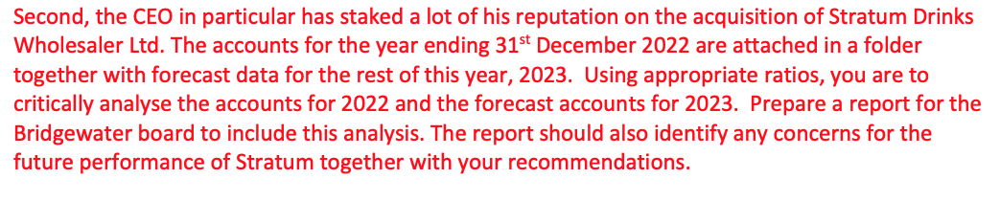 Second, the CEO in particular has staked a lot of his reputation on the acquisition of Stratum Drinks
Wholesaler Ltd. The accounts for the year ending 31st December 2022 are attached in a folder
together with forecast data for the rest of this year, 2023.  Using appropriate ratios, you are to
critically analyse the accounts for 2022 and the forecast accounts for 2023.  Prepare a report for the
Bridgewater board to include this analysis. The report should also identify any concerns for the
future performance of Stratum together with your recommendations.